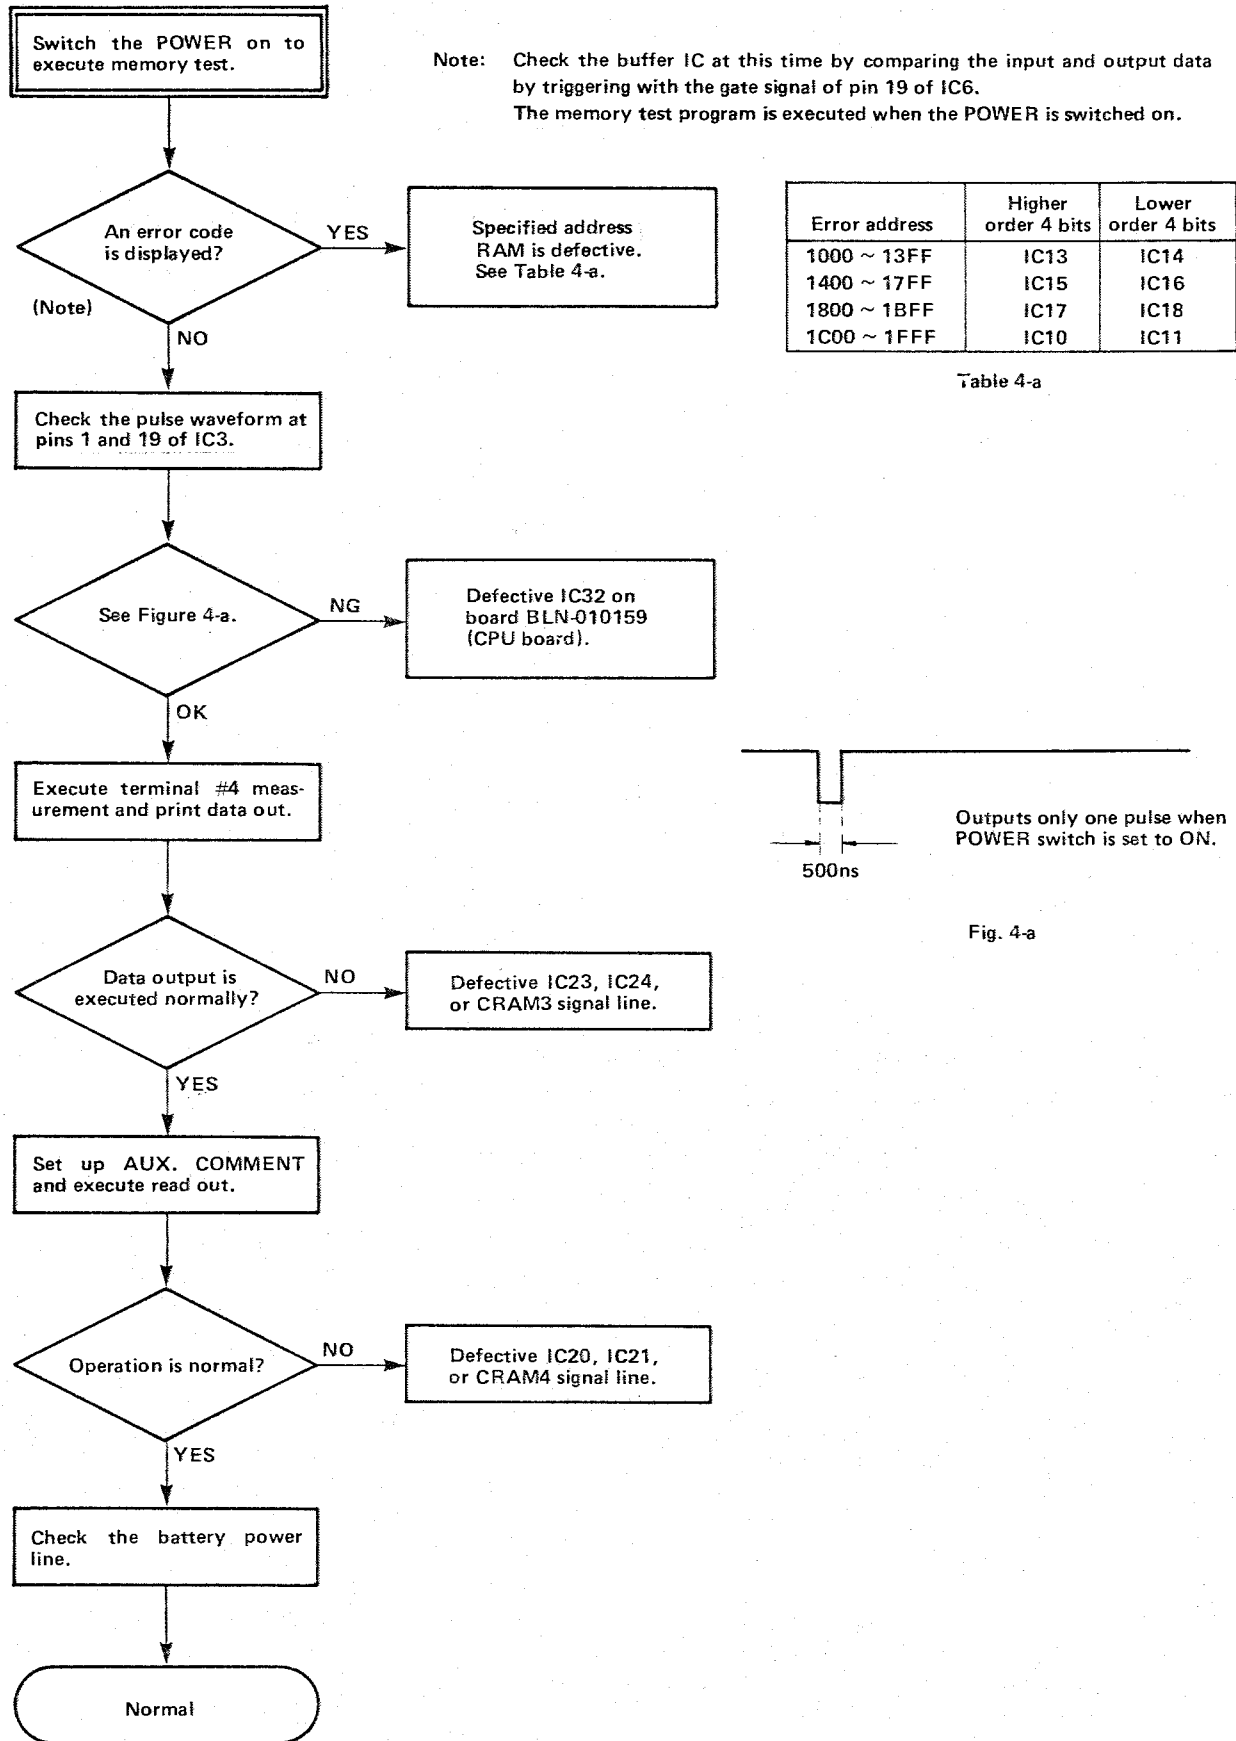 Switch the POWER on to
execute memory test.
Note: Check the buffer IC at this time by comparing the input and output data
by triggering with the gate signal of pin 19 of IC6.
The memory test program is executed when the POWER is switched on.
An error code
is displayed?
YES
(Note)
NO
Specified address
RAM is defective.
See Table 4-a.
Error address Higher order 4 bits Lower order 4 bits
1000 ~ 13FF IC13 IC14
1400 ~ 17FF IC15 IC16
1800 ~ 1BFF IC17 IC18
1C00 ~ 1FFF IC10 IC11
Table 4-a
Check the pulse waveform at
pins 1 and 19 of IC3.
See Figure 4-a.
NG
OK
Defective IC32 on
board BLN-010159
(CPU board).
Execute terminal #4 meas-
urement and print data out.
500ns
Outputs only one pulse when
POWER switch is set to ON.
Fig. 4-a
Data output is
executed normally?
NO
YES
Defective IC23, IC24,
or CRAM3 signal line.
Set up AUX. COMMENT
and execute read out.
Operation is normal?
NO
YES
Defective IC20, IC21,
or CRAM4 signal line.
Check the battery power
line.
Normal